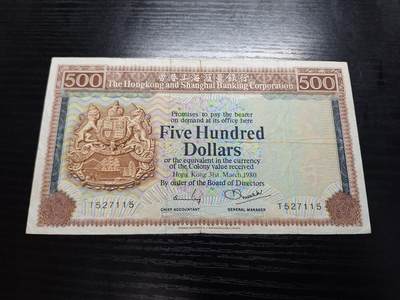 500 香港上海滙豐銀行 500
The Hongkong and Shanghai Banking Corporation
Promises to pay the bearer
on demand at its office here
Five Hundred
Dollars
or the equivalent in the currency
of the Colony value received
Hong Kong 31st. March, 1980
By order of the Board of Directors
T527115 T527115
CHIEF ACCOUNTANT GENERAL MANAGER